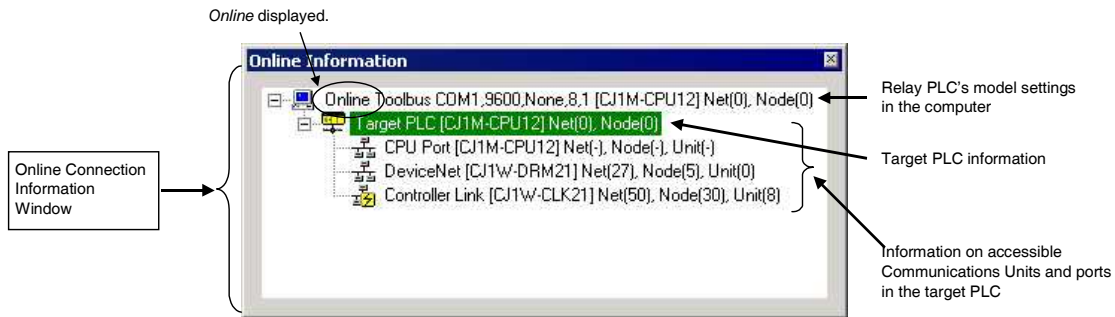 Online displayed.
Online Information
Online Toolbus COM1,9600,None,8,1 [CJ1M-CPU12] Net(0), Node(0)
Target PLC [CJ1M-CPU12] Net(0), Node(0)
CPU Port [CJ1M-CPU12] Net(-), Node(-), Unit(-)
DeviceNet [CJ1W-DRM21] Net(27), Node(5), Unit(0)
Controller Link [CJ1W-CLK21] Net(50), Node(30), Unit(8)
Online Connection
Information
Window
Relay PLC's model settings
in the computer
Target PLC information
Information on accessible
Communications Units and ports
in the target PLC